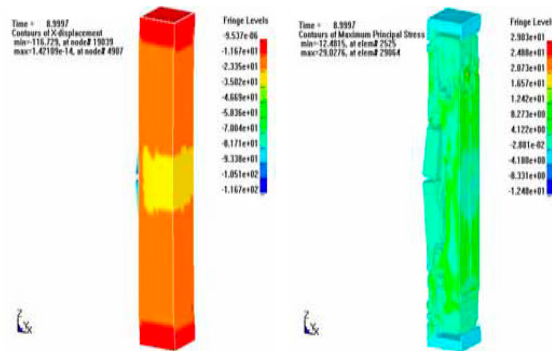 Time = 8.9997
Contours of X-displacement
min=-116.729, at node# 19039
max=1.42109e-14, at node# 4907
Fringe Levels
-9.537e-06
-1.167e+01
-2.335e+01
-3.502e+01
-4.669e+01
-5.836e+01
-7.004e+01
-8.171e+01
-9.338e+01
-1.051e+02
-1.167e+02
Z
Y
X
Time = 8.9997
Contours of Maximum Principal Stress
min=-12.4815, at elem# 2525
max=29.0276, at elem# 29064
Fringe Levels
2.903e+01
2.488e+01
2.073e+01
1.657e+01
1.242e+01
8.273e+00
4.122e+00
-2.881e-02
-4.180e+00
-8.331e+00
-1.248e+01
Z
Y
X